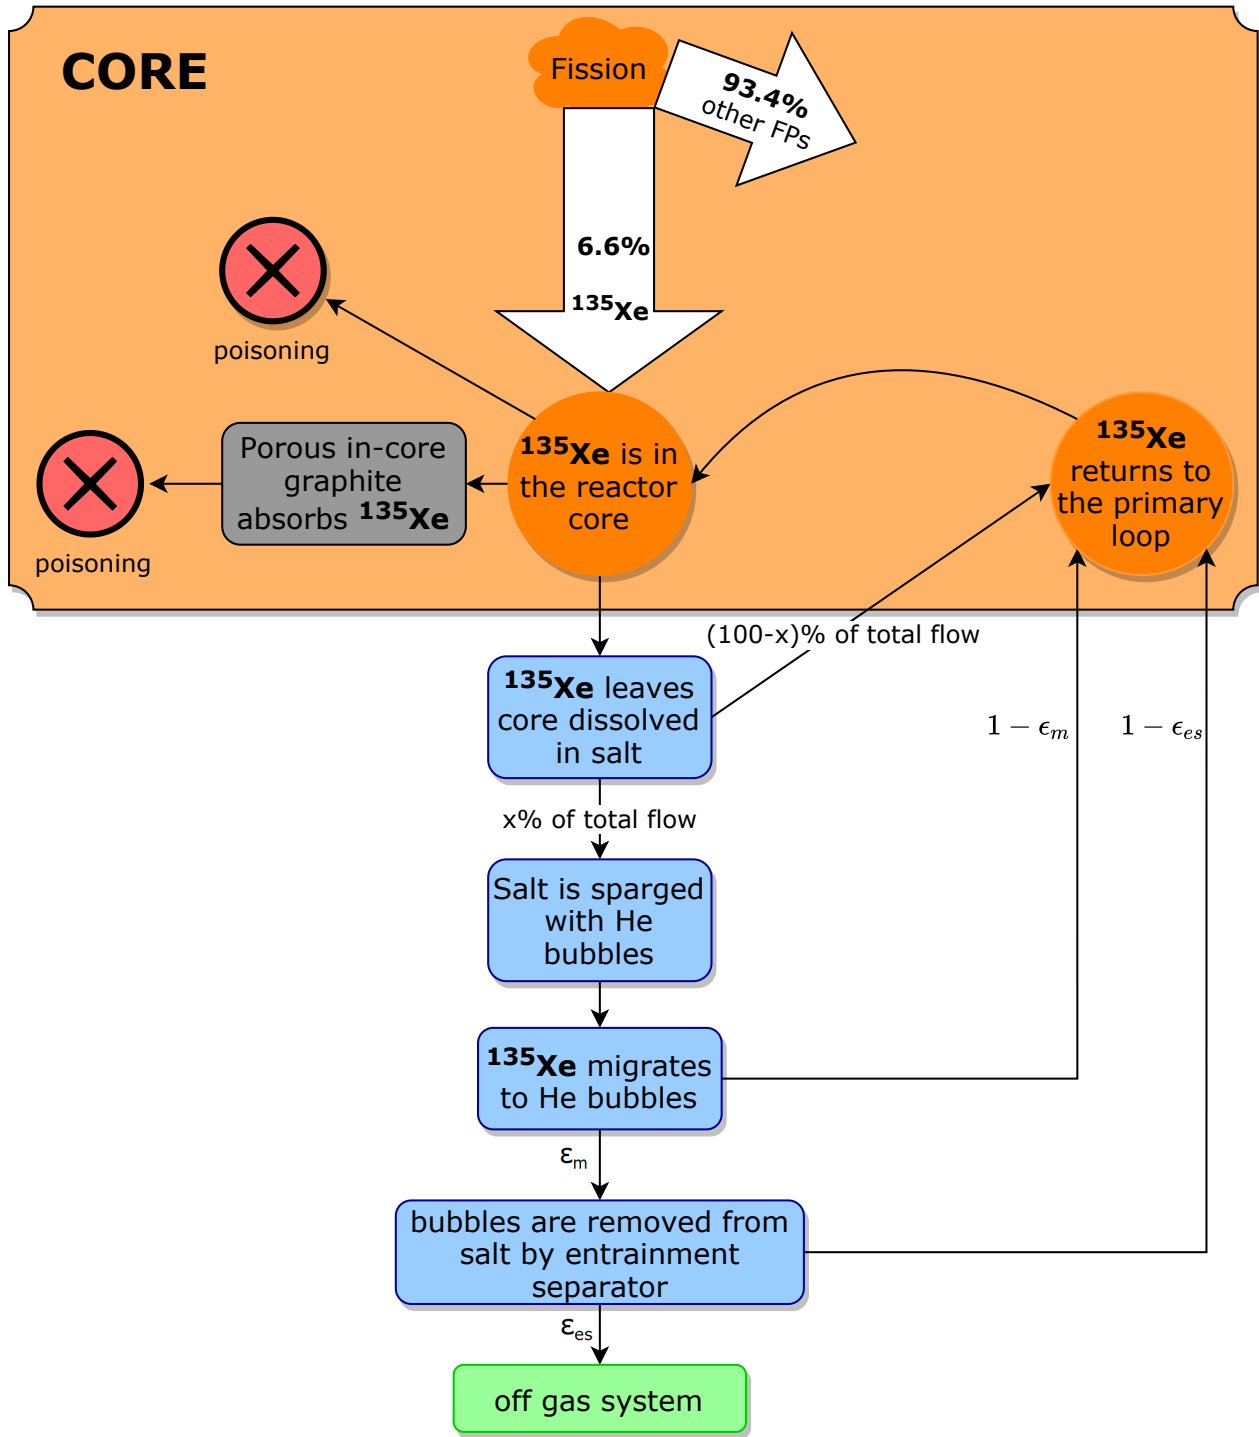 CORE
Fission
93.4%
other FPs
6.6%
¹³⁵Xe
poisoning
¹³⁵Xe is in
the reactor
core
Porous in-core
graphite
absorbs ¹³⁵Xe
poisoning
¹³⁵Xe
returns to
the primary
loop
(100-x)% of total flow
¹³⁵Xe leaves
core dissolved
in salt
1 − ϵₘ
1 − ϵₑₛ
x% of total flow
Salt is sparged
with He
bubbles
¹³⁵Xe migrates
to He bubbles
εₘ
bubbles are removed from
salt by entrainment
separator
εₑₛ
off gas system